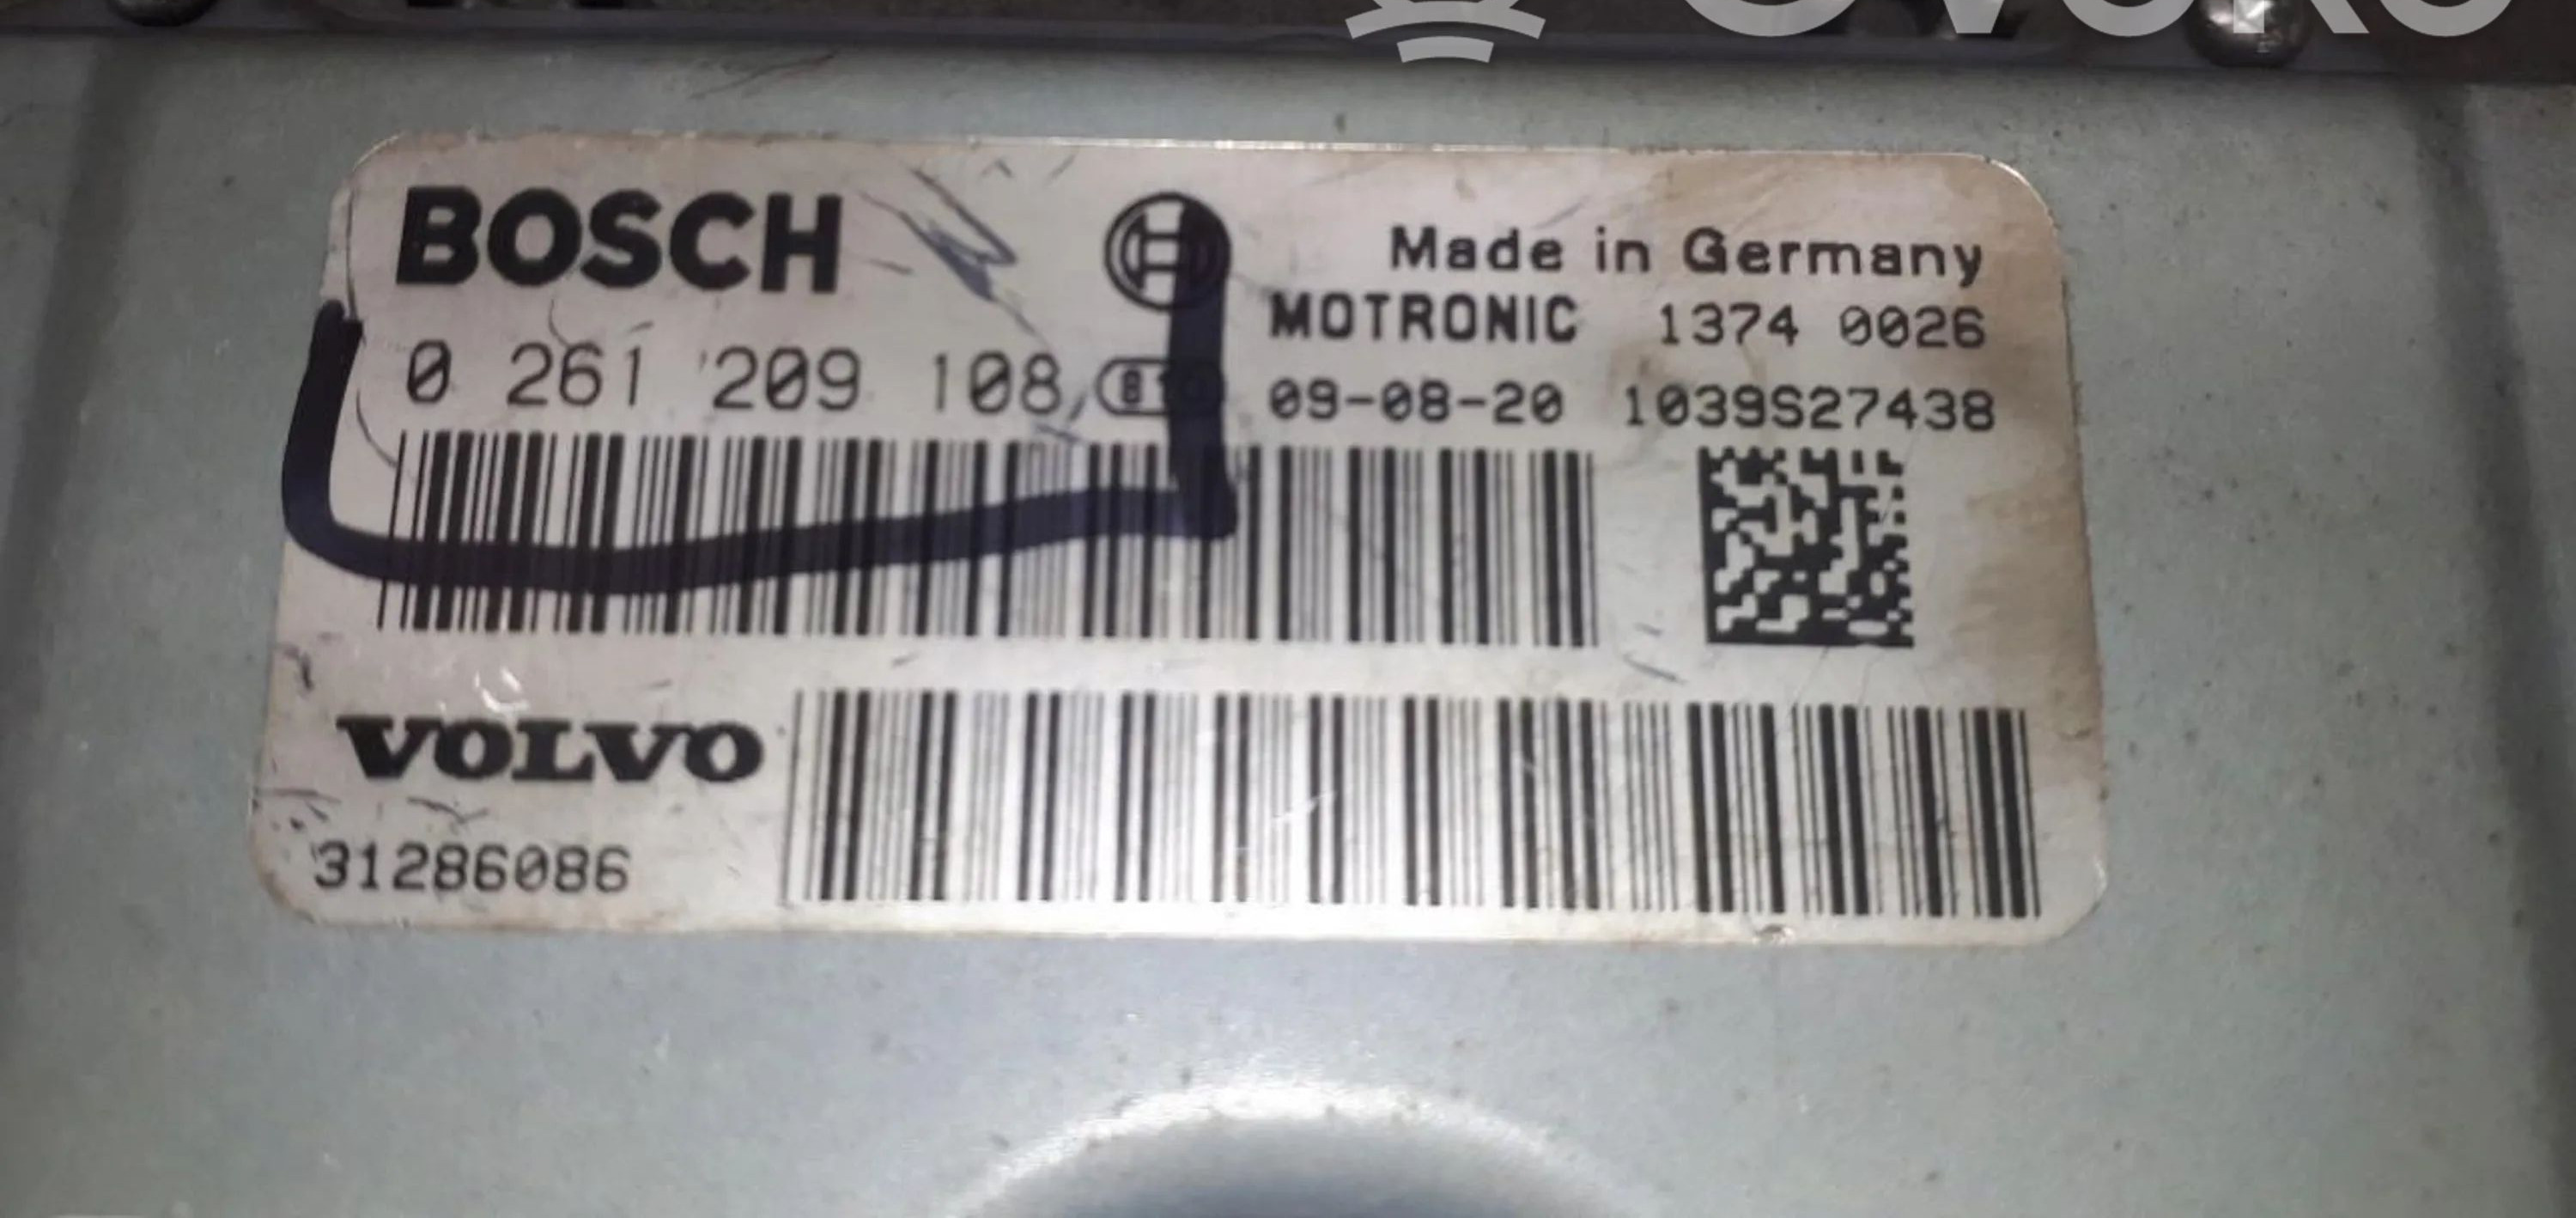 BOSCH
Made in Germany
MOTRONIC 1374 0026
0 261 209 108
09-08-20 1039S27438
VOLVO
31286086